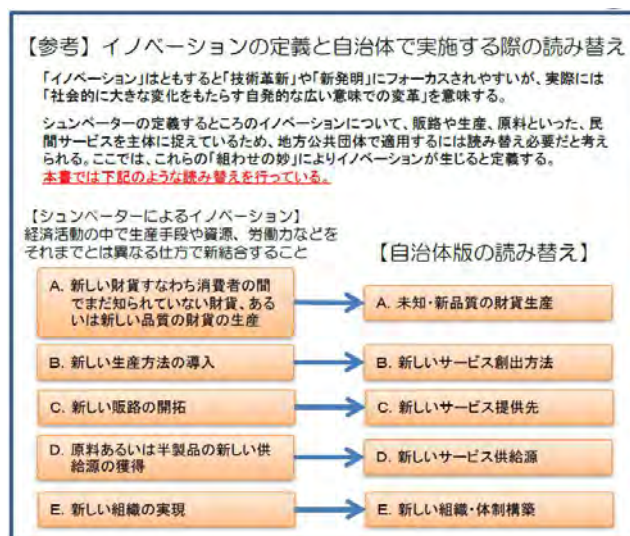 【参考】イノベーションの定義と自治体で実施する際の読み替え
「イノベーション」はともすると「技術革新」や「新発明」にフォーカスされやすいが、実際には
「社会的に大きな変化をもたらす自発的な広い意味での変革」を意味する。
シュンペーターの定義するところのイノベーションについて、販路や生産、原料といった、民
間サービスを主体に捉えているため、地方公共団体で適用するには読み替え必要だと考え
られる。ここでは、これらの「組わせの妙」によりイノベーションが生じると定義する。
本書では下記のような読み替えを行っている。
【シュンペーターによるイノベーション】
経済活動の中で生産手段や資源、労働力などを
それまでとは異なる仕方で新結合すること
【自治体版の読み替え】
A. 新しい財貨すなわち消費者の間
でまだ知られていない財貨、ある
いは新しい品質の財貨の生産
A. 未知・新品質の財貨生産
B. 新しい生産方法の導入
B. 新しいサービス創出方法
C. 新しい販路の開拓
C. 新しいサービス提供先
D. 原料あるいは半製品の新しい供
給源の獲得
D. 新しいサービス供給源
E. 新しい組織の実現
E. 新しい組織・体制構築